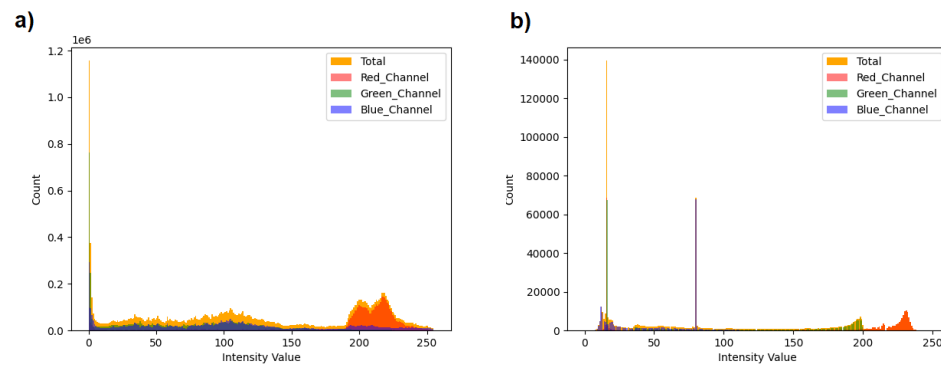 a)
1e6
1.2
1.0
0.8
0.6
0.4
0.2
0.0
Count
0 50 100 150 200 250
Intensity Value
Total
Red_Channel
Green_Channel
Blue_Channel
b)
140000
120000
100000
80000
60000
40000
20000
0
Count
0 50 100 150 200 250
Intensity Value
Total
Red_Channel
Green_Channel
Blue_Channel